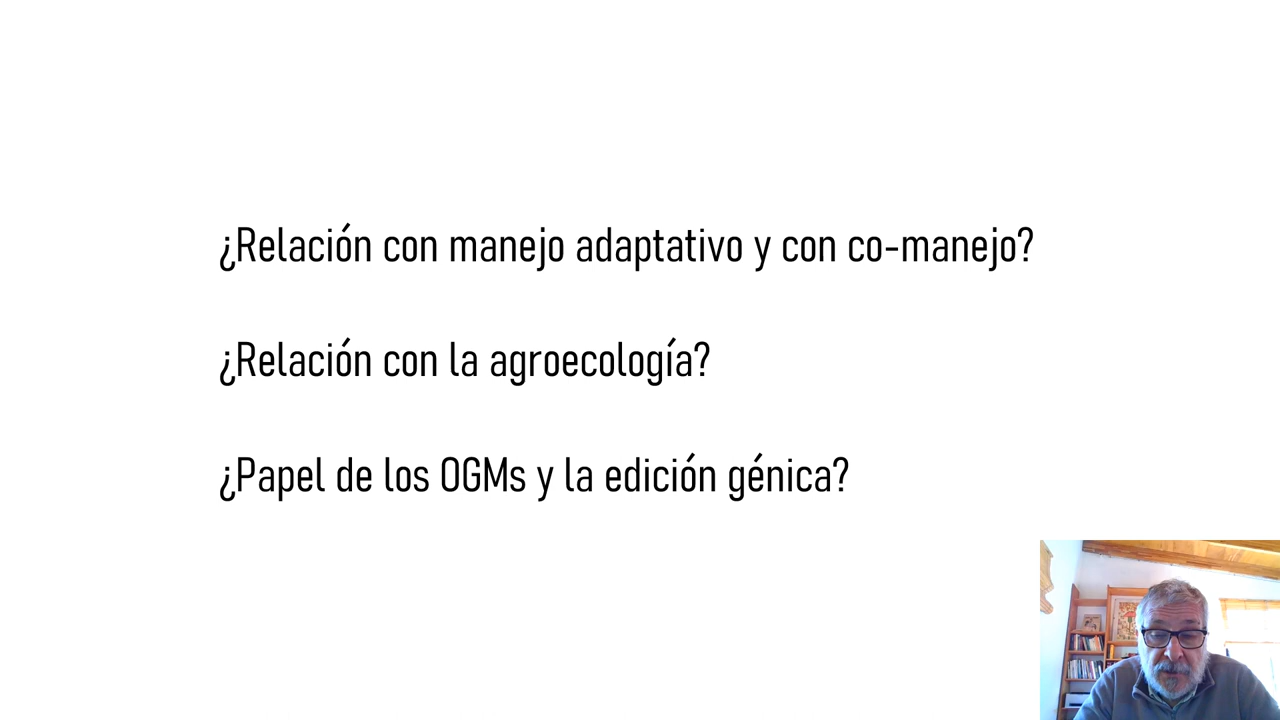 ¿Relación con manejo adaptativo y con co-manejo?
¿Relación con la agroecología?
¿Papel de los OGMs y la edición génica?